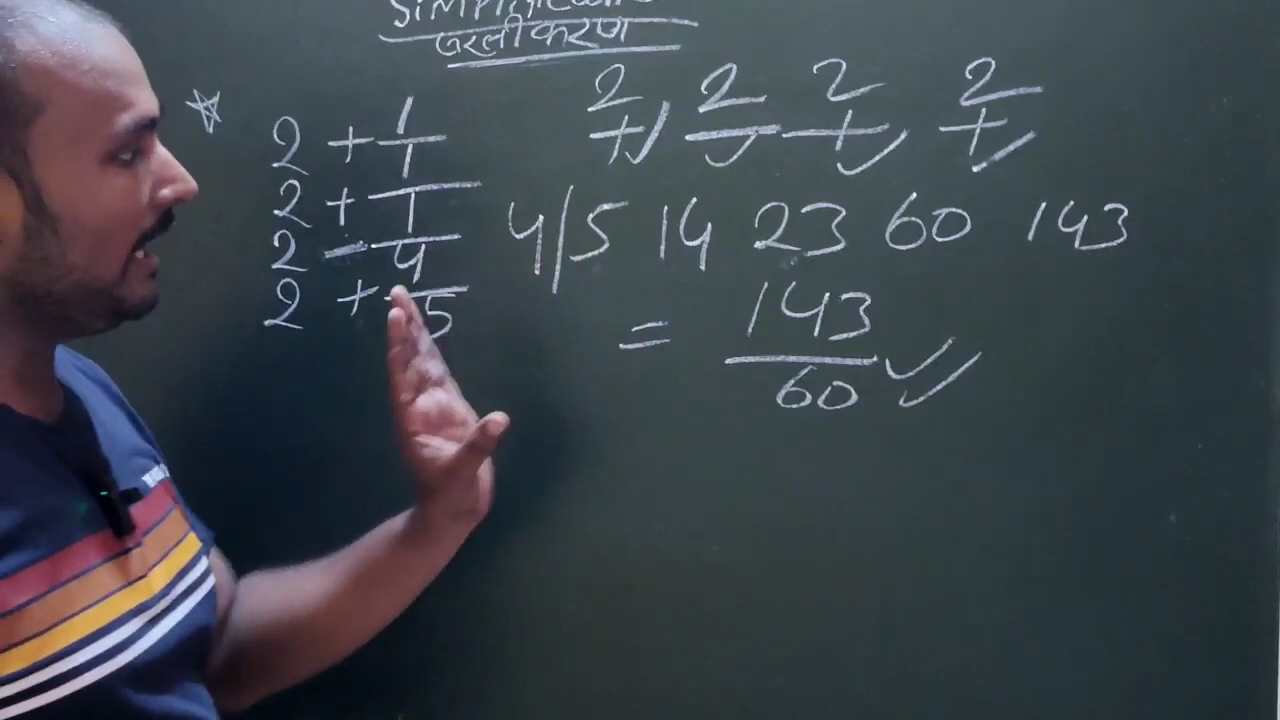 सरलीकरण
2 + 1/1
2 + 1
2 - 4
2 + 5
2 2 2 2
+ - + +
4/5 14 23 60 143
= 143/60